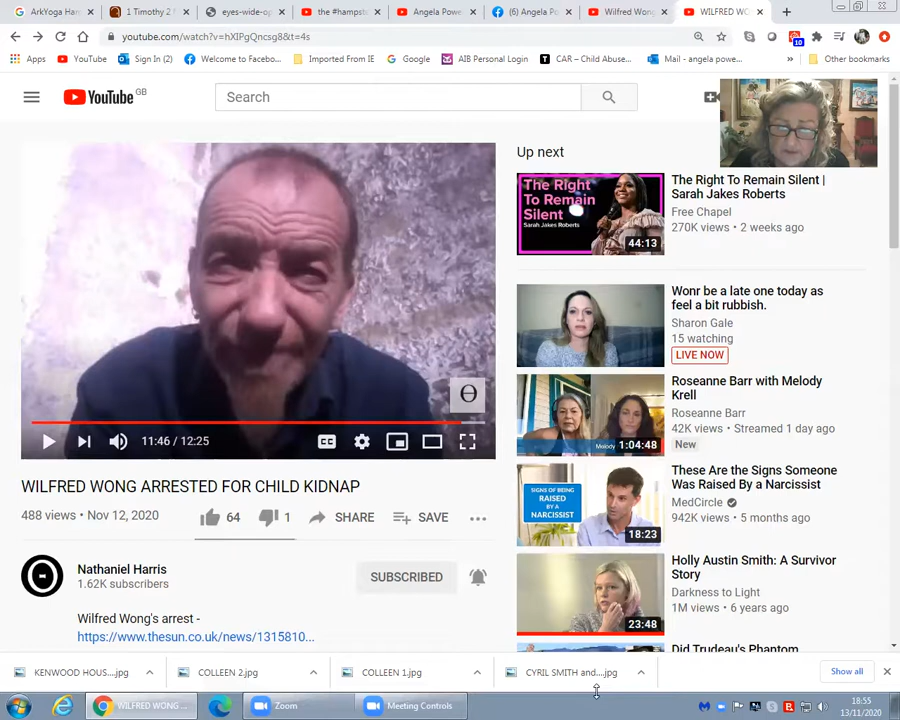 ArkYoga Han
1 Timothy 2 N
eyes-wide-op
the #hampst
Angela Powe
(6) Angela Po
Wilfred Wong
WILFRED WO
youtube.com/watch?v=hXIPgQncsg8&t=4s
10
Apps
YouTube
Sign In (2)
Welcome to Facebo...
Imported From IE
Google
AIB Personal Login
CAR – Child Abuse...
Mail - angela powe...
»
Other bookmarks
YouTube GB
Search
Up next
The Right
To Remain
Silent
Sarah Jakes Roberts
44:13
The Right To Remain Silent |
Sarah Jakes Roberts
Free Chapel
270K views • 2 weeks ago
Wonr be a late one today as
feel a bit rubbish.
Sharon Gale
15 watching
LIVE NOW
Melody
1:04:48
Roseanne Barr with Melody
Krell
Roseanne Barr
42K views • Streamed 1 day ago
New
SIGNS OF BEING
RAISED
BY A
NARCISSIST
18:23
These Are the Signs Someone
Was Raised By a Narcissist
MedCircle
942K views • 5 months ago
23:48
Holly Austin Smith: A Survivor
Story
Darkness to Light
1M views • 6 years ago
Did Trudeau's Phantom
11:46 / 12:25
CC
WILFRED WONG ARRESTED FOR CHILD KIDNAP
488 views • Nov 12, 2020
64
1
SHARE
SAVE
Nathaniel Harris
1.62K subscribers
SUBSCRIBED
Wilfred Wong's arrest -
https://www.thesun.co.uk/news/1315810...
KENWOOD HOUS....jpg
COLLEEN 2.jpg
COLLEEN 1.jpg
CYRIL SMITH and....jpg
Show all
WILFRED WONG ...
Zoom
Meeting Controls
18:55
13/11/2020